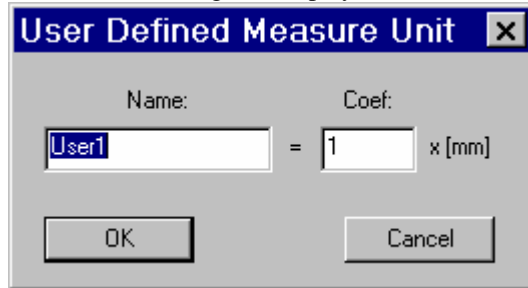 User Defined Measure Unit
Name: Coef:
User1 = 1 x [mm]
OK Cancel